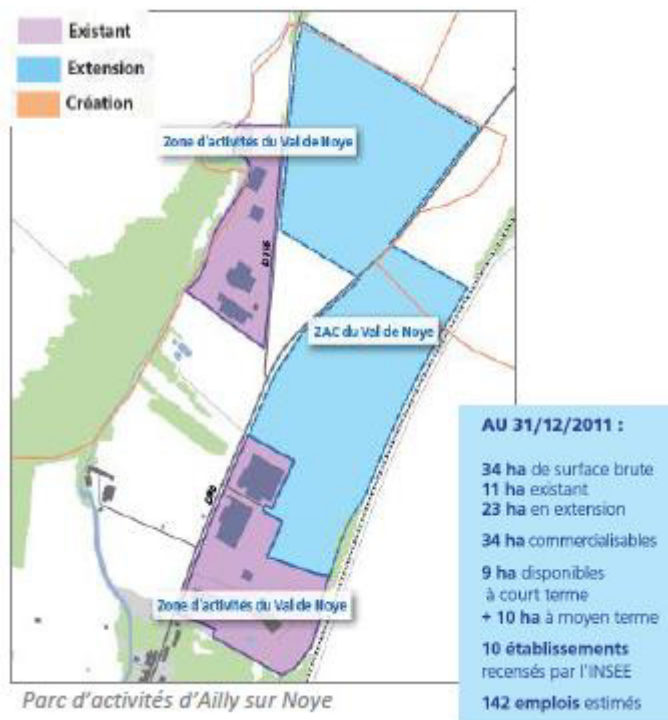 Existant
Extension
Création
Zone d'activités du Val de Noye
D116
ZAC du Val de Noye
Zone d'activités du Val de Noye
AU 31/12/2011 :
34 ha de surface brute
11 ha existant
23 ha en extension
34 ha commercialisables
9 ha disponibles
à court terme
+ 10 ha à moyen terme
10 établissements
recensés par l'INSEE
142 emplois estimés
Parc d'activités d'Ailly sur Noye